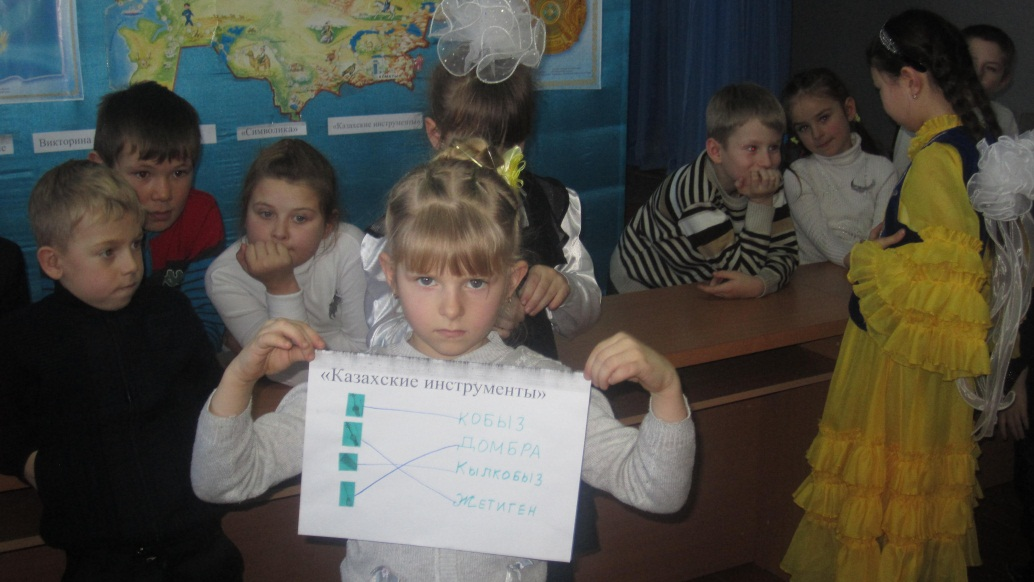 Викторина
«Символика»
«Казахские инструменты»
«Казахские инструменты»
КОБЫЗ
ДОМБРА
КЫЛКОБЫЗ
ЖЕТИГЕН